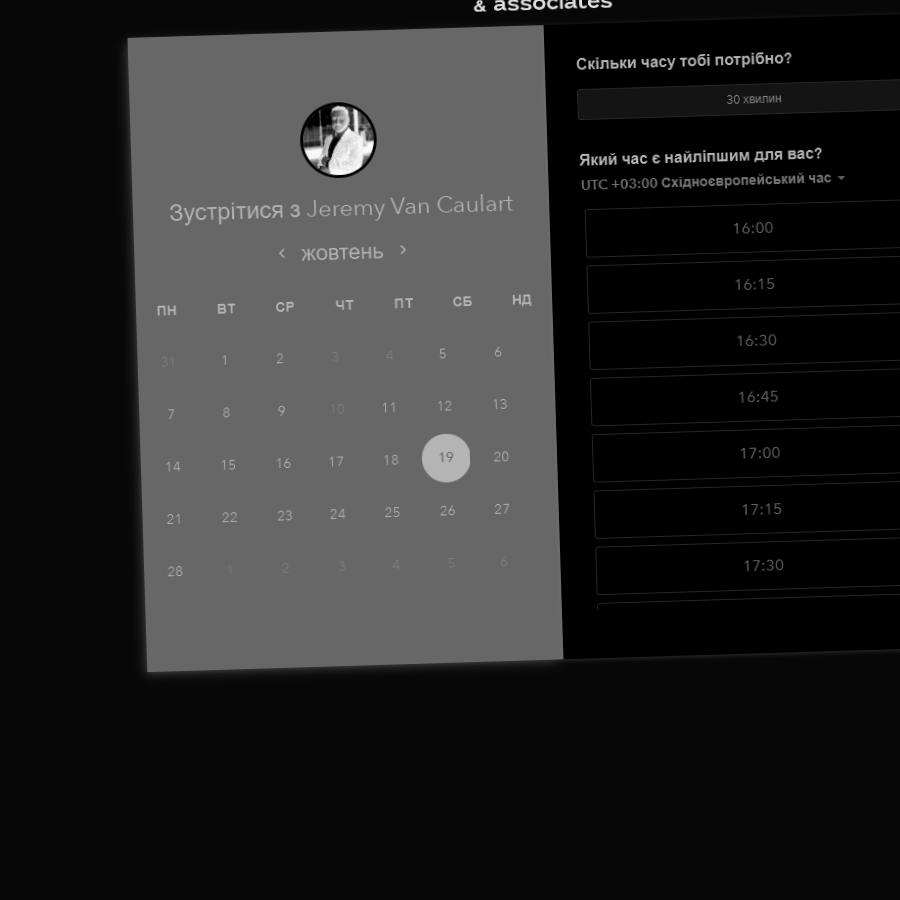 & associates
Зустрітися з Jeremy Van Caulart
жовтень
ПН ВТ СР ЧТ ПТ СБ НД
31 1 2 3 4 5 6
7 8 9 10 11 12 13
14 15 16 17 18 19 20
21 22 23 24 25 26 27
28 1 2 3 4 5 6
Скільки часу тобі потрібно?
30 хвилин
Який час є найліпшим для вас?
UTC +03:00 Східноєвропейський час
16:00
16:15
16:30
16:45
17:00
17:15
17:30